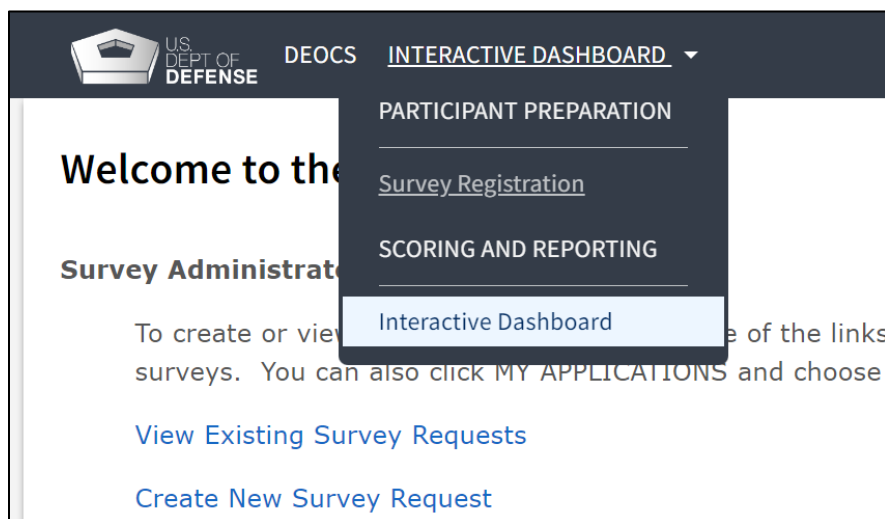 U.S.
DEPT OF
DEFENSE
DEOCS INTERACTIVE DASHBOARD
PARTICIPANT PREPARATION
Survey Registration
SCORING AND REPORTING
Interactive Dashboard
Welcome to the
Survey
To create or of the links
surveys. You can also click MY APPLICATIONS and choose
View Existing Survey Requests
Create New Survey Request